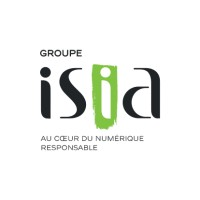 GROUPE
isia
AU CŒUR DU NUMÉRIQUE
RESPONSABLE